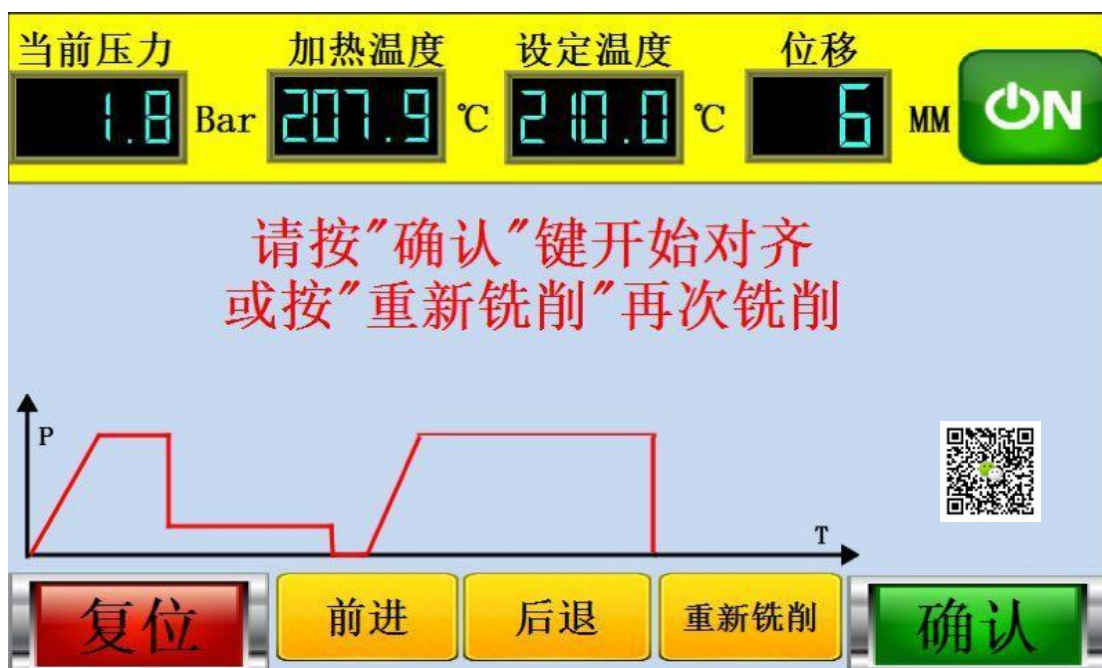 当前压力 加热温度 设定温度 位移
1.8 Bar 207.9 ℃ 210.0 ℃ 6 MM ON
请按"确认"键开始对齐
或按"重新铣削"再次铣削
P
T
复位 前进 后退 重新铣削 确认